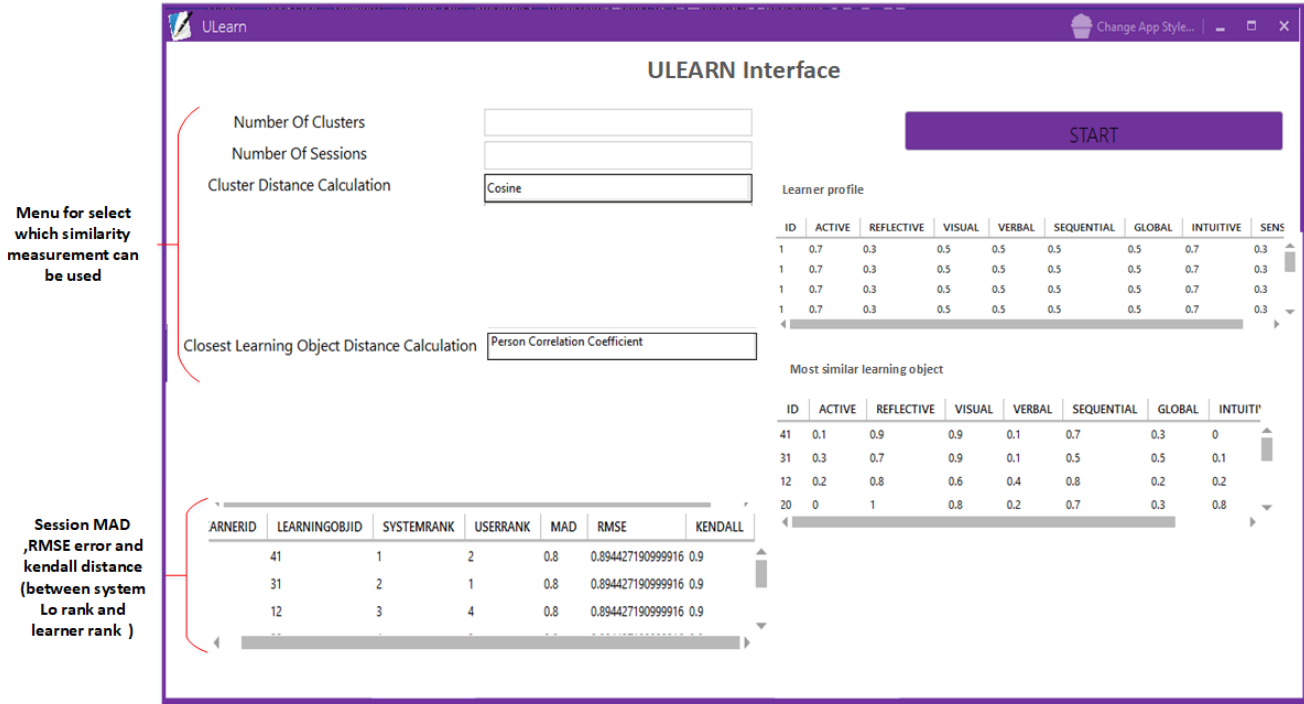 ULearn
Change App Style...
ULEARN Interface
Number Of Clusters
Number Of Sessions
Cluster Distance Calculation
Cosine
START
Menu for select
which similarity
measurement can
be used
Closest Learning Object Distance Calculation
Person Correlation Coefficient
Learner profile
ID ACTIVE REFLECTIVE VISUAL VERBAL SEQUENTIAL GLOBAL INTUITIVE SENS
1 0.7 0.3 0.5 0.5 0.5 0.5 0.7 0.3
1 0.7 0.3 0.5 0.5 0.5 0.5 0.7 0.3
1 0.7 0.3 0.5 0.5 0.5 0.5 0.7 0.3
1 0.7 0.3 0.5 0.5 0.5 0.5 0.7 0.3
Most similar learning object
ID ACTIVE REFLECTIVE VISUAL VERBAL SEQUENTIAL GLOBAL INTUITI
41 0.1 0.9 0.9 0.1 0.7 0.3 0
31 0.3 0.7 0.9 0.1 0.5 0.5 0.1
12 0.2 0.8 0.6 0.4 0.8 0.2 0.2
20 0 1 0.8 0.2 0.7 0.3 0.8
Session MAD
,RMSE error and
kendall distance
(between system
Lo rank and
learner rank )
ARNERID LEARNINGOBJID SYSTEMRANK USERRANK MAD RMSE KENDALL
41 1 2 0.8 0.894427190999916 0.9
31 2 1 0.8 0.894427190999916 0.9
12 3 4 0.8 0.894427190999916 0.9